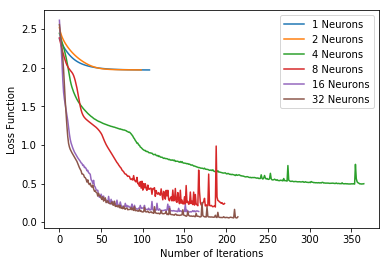 2.5
2.0
1.5
1.0
0.5
0.0
Loss Function
1 Neurons
2 Neurons
4 Neurons
8 Neurons
16 Neurons
32 Neurons
0 50 100 150 200 250 300 350
Number of Iterations